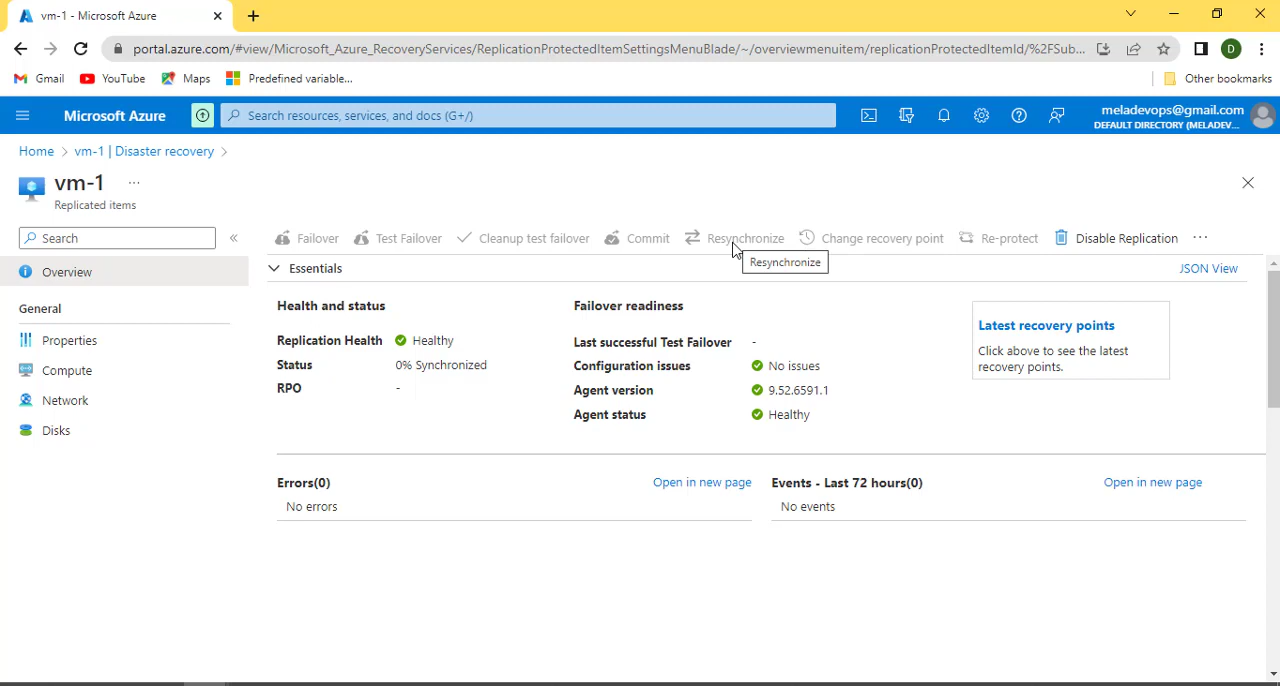 vm-1 - Microsoft Azure
portal.azure.com/#view/Microsoft_Azure_RecoveryServices/ReplicationProtectedItemSettingsMenuBlade/~/overviewmenuitem/replicationProtectedItemId/%2FSub...
D
Gmail YouTube Maps Predefined variable... Other bookmarks
Microsoft Azure Search resources, services, and docs (G+/) meladevops@gmail.com
DEFAULT DIRECTORY (MELADEV...
Home > vm-1 | Disaster recovery >
vm-1 ...
Replicated items
Search «
Failover Test Failover Cleanup test failover Commit Resynchronize Change recovery point Re-protect Disable Replication ...
Resynchronize
Overview
General
Properties
Compute
Network
Disks
Essentials JSON View
Health and status
Replication Health Healthy
Status 0% Synchronized
RPO -
Failover readiness
Last successful Test Failover -
Configuration issues No issues
Agent version 9.52.6591.1
Agent status Healthy
Latest recovery points
Click above to see the latest
recovery points.
Errors(0) Open in new page
No errors
Events - Last 72 hours(0) Open in new page
No events